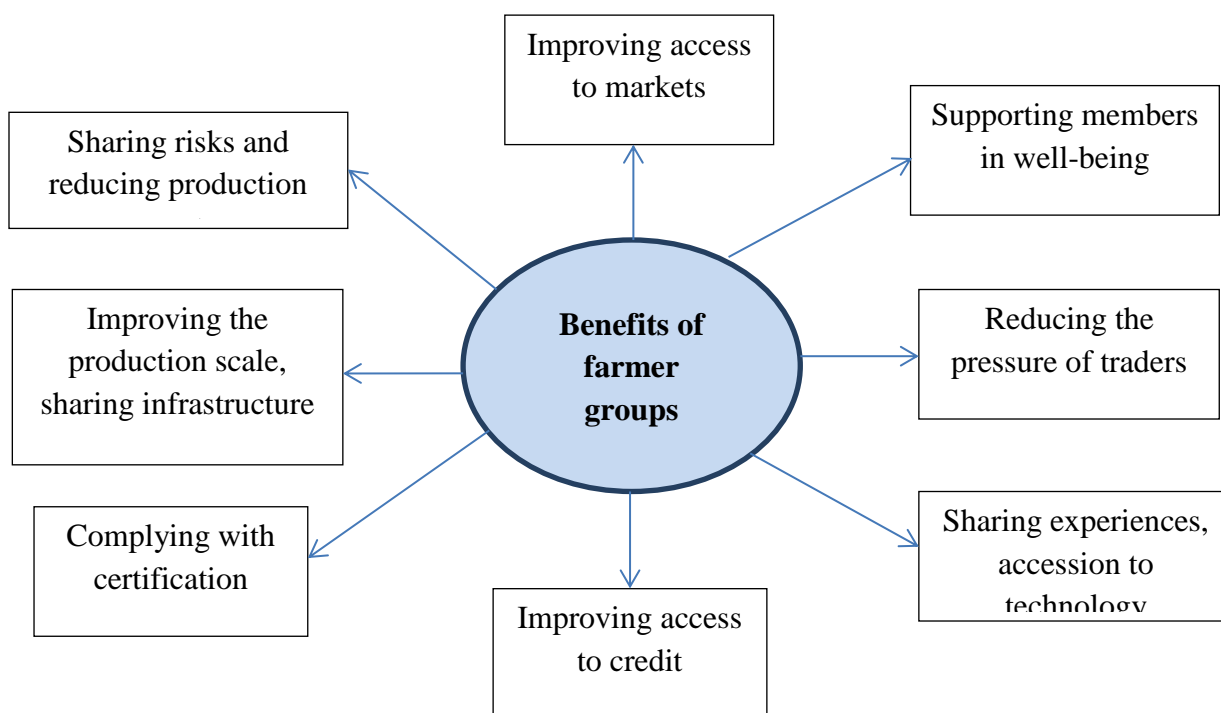 Improving access
to markets
Supporting members
in well-being
Sharing risks and
reducing production
Improving the
production scale,
sharing infrastructure
Benefits of
farmer
groups
Reducing the
pressure of traders
Complying with
certification
Improving access
to credit
Sharing experiences,
accession to
technology